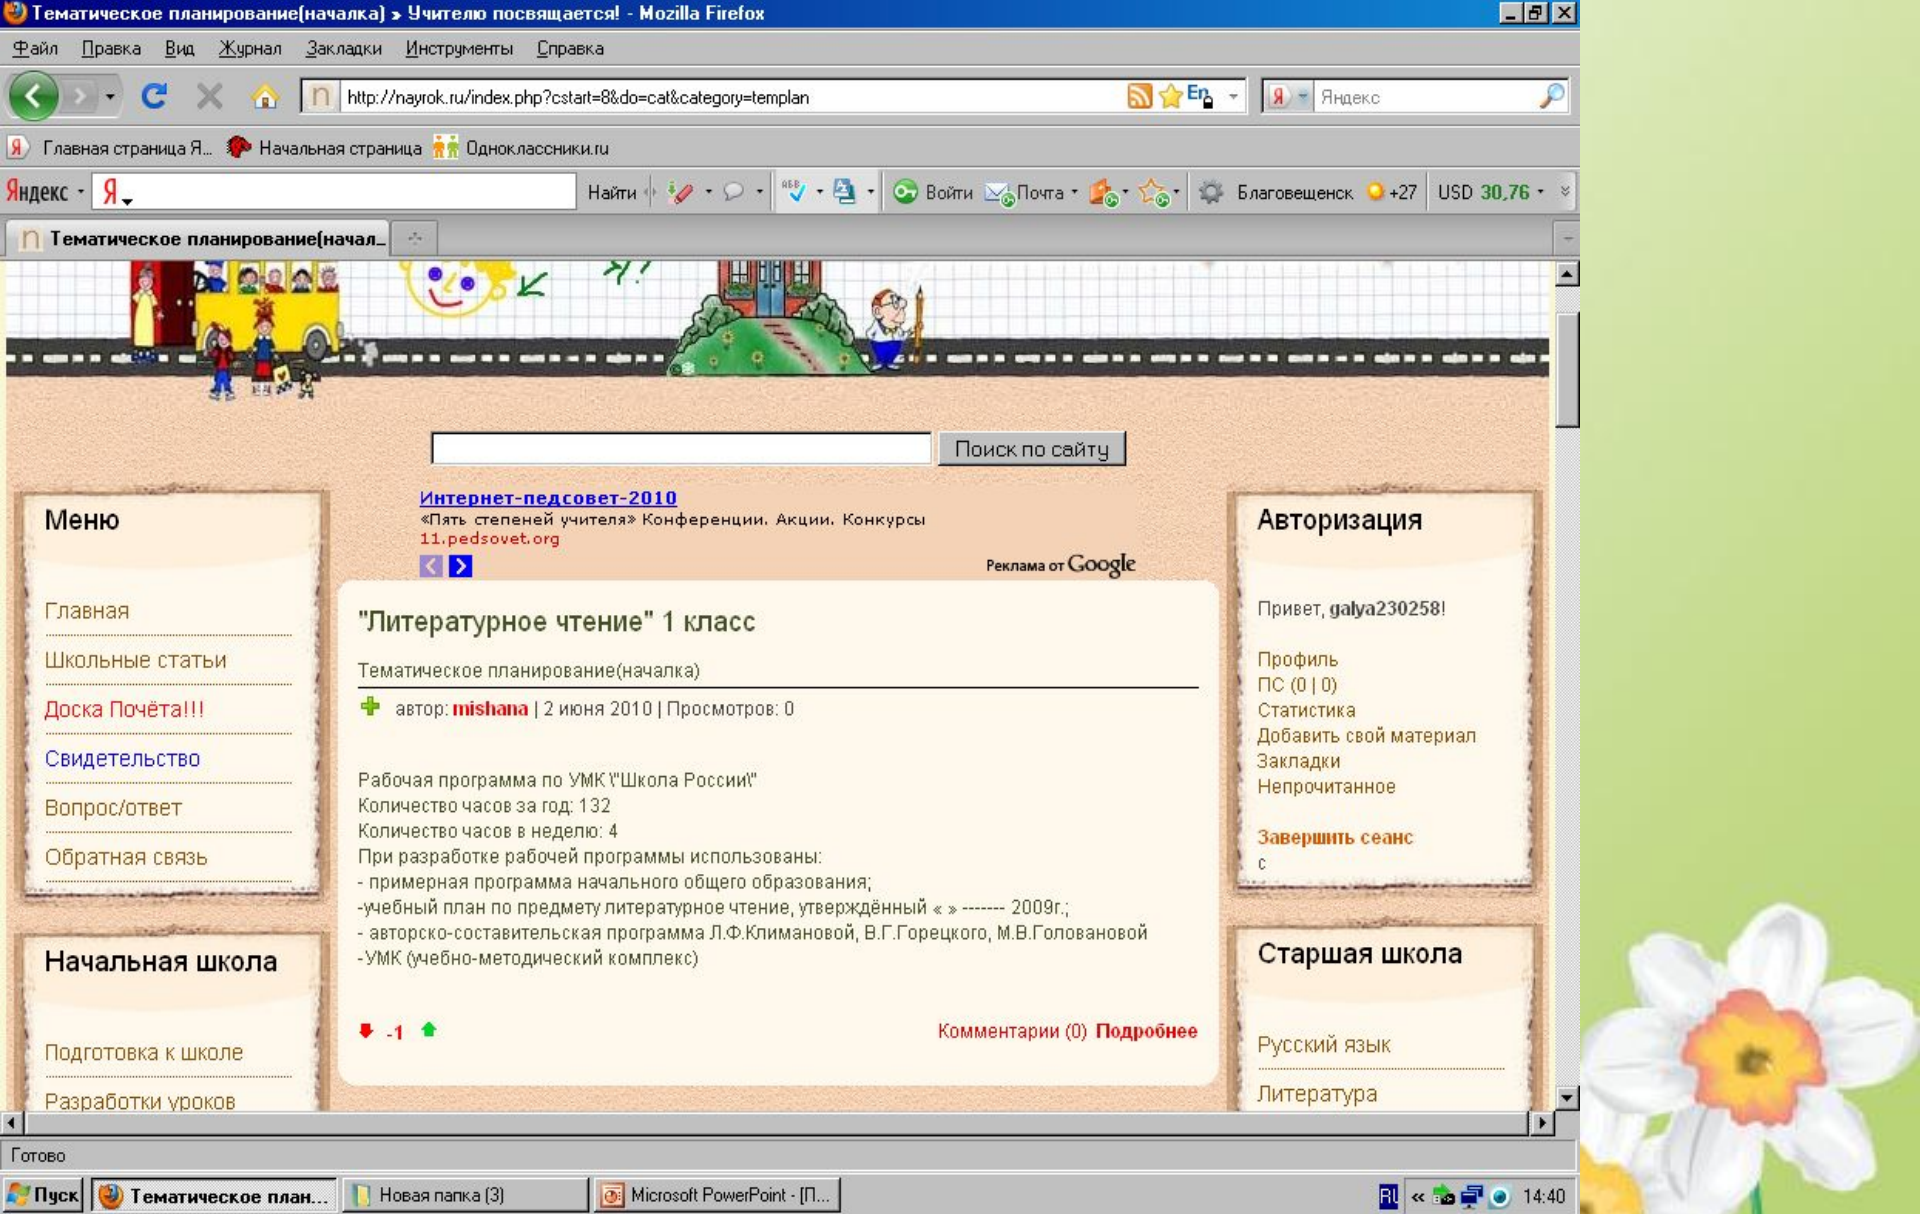 Тематическое планирование(началка) » Учителю посвящается! - Mozilla Firefox
Файл Правка Вид Журнал Закладки Инструменты Справка
http://nayrok.ru/index.php?cstart=8&do=cat&category=templan
Яндекс
Главная страница Я... Начальная страница Одноклассники.ru
Яндекс Я Найти Войти Почта Благовещенск +27 USD 30,76
Тематическое планирование(начал...
Поиск по сайту
Интернет-педсовет-2010
«Пять степеней учителя» Конференции. Акции. Конкурсы
11.pedsovet.org
Реклама от Google
Меню
Главная
Школьные статьи
Доска Почёта!!!
Свидетельство
Вопрос/ответ
Обратная связь
Начальная школа
Подготовка к школе
Разработки уроков
"Литературное чтение" 1 класс
Тематическое планирование(началка)
автор: mishana | 2 июня 2010 | Просмотров: 0
Рабочая программа по УМК \"Школа России\"
Количество часов за год: 132
Количество часов в неделю: 4
При разработке рабочей программы использованы:
- примерная программа начального общего образования;
-учебный план по предмету литературное чтение, утверждённый « » ------- 2009г.;
- авторско-составительская программа Л.Ф.Климановой, В.Г.Горецкого, М.В.Головановой
-УМК (учебно-методический комплекс)
-1
Комментарии (0) Подробнее
Авторизация
Привет, galya230258!
Профиль
ПС (0 | 0)
Статистика
Добавить свой материал
Закладки
Непрочитанное
Завершить сеанс
с
Старшая школа
Русский язык
Литература
Готово
Пуск Тематическое план... Новая папка (3) Microsoft PowerPoint - [П... RU « 14:40